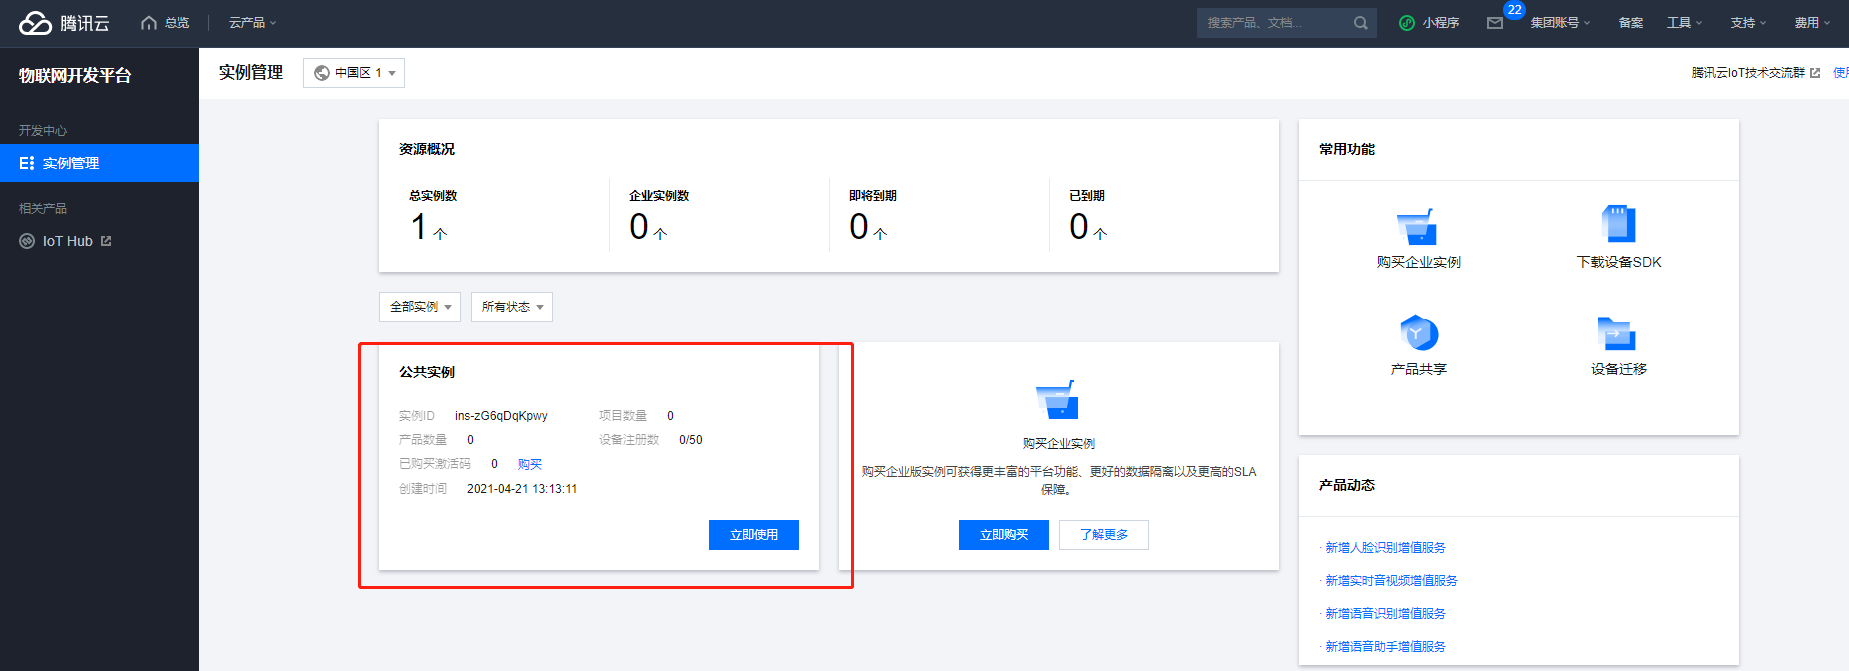 腾讯云
总览
云产品
搜索产品、文档...
小程序
22
集团账号
备案
工具
支持
费用
物联网开发平台
开发中心
实例管理
相关产品
IoT Hub
实例管理
中国区 1
腾讯云IoT技术交流群
使用
资源概况
总实例数
1 个
企业实例数
0 个
即将到期
0 个
已到期
0 个
全部实例
所有状态
公共实例
实例ID ins-zG6qDqKpwy
项目数量 0
产品数量 0
设备注册数 0/50
已购买激活码 0 购买
创建时间 2021-04-21 13:13:11
立即使用
购买企业实例
购买企业版实例可获得更丰富的平台功能、更好的数据隔离以及更高的SLA
保障。
立即购买
了解更多
常用功能
购买企业实例
下载设备SDK
产品共享
设备迁移
产品动态
· 新增人脸识别增值服务
· 新增实时音视频增值服务
· 新增语音识别增值服务
· 新增语音助手增值服务